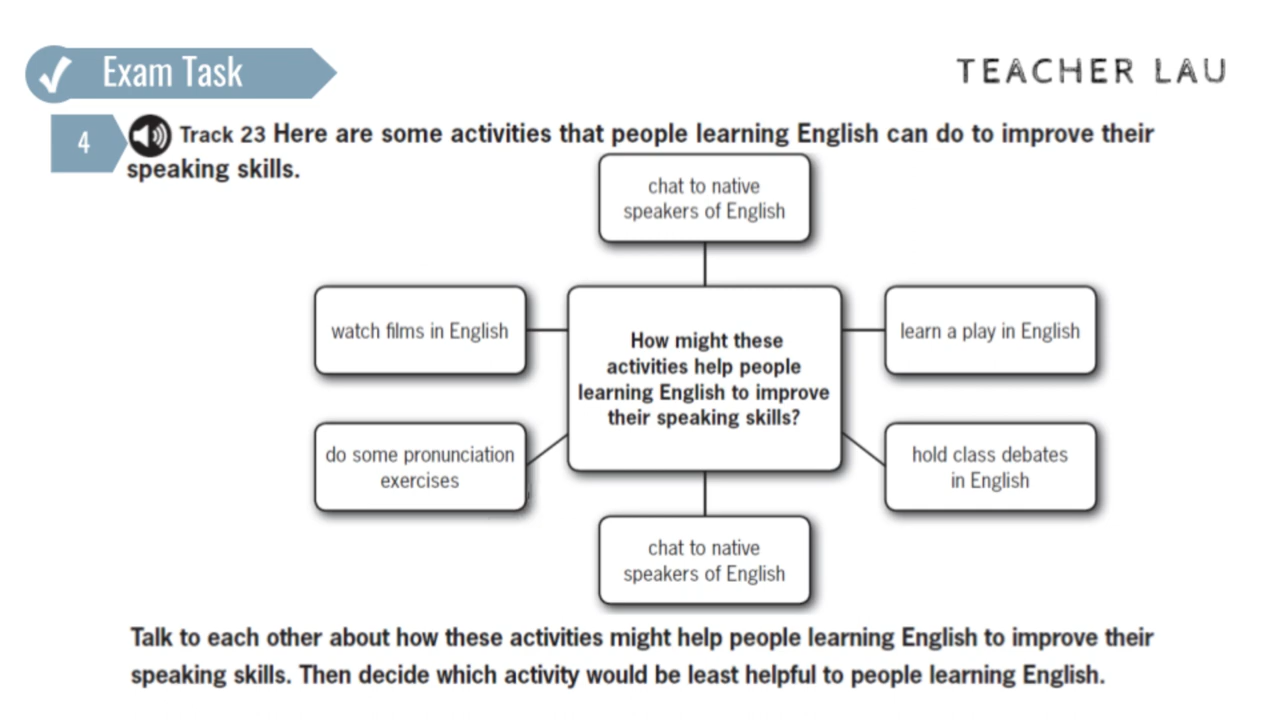 Exam Task
TEACHER LAU
4
Track 23 Here are some activities that people learning English can do to improve their
speaking skills.
chat to native
speakers of English
watch films in English
How might these
activities help people
learning English to improve
their speaking skills?
learn a play in English
do some pronunciation
exercises
hold class debates
in English
chat to native
speakers of English
Talk to each other about how these activities might help people learning English to improve their
speaking skills. Then decide which activity would be least helpful to people learning English.